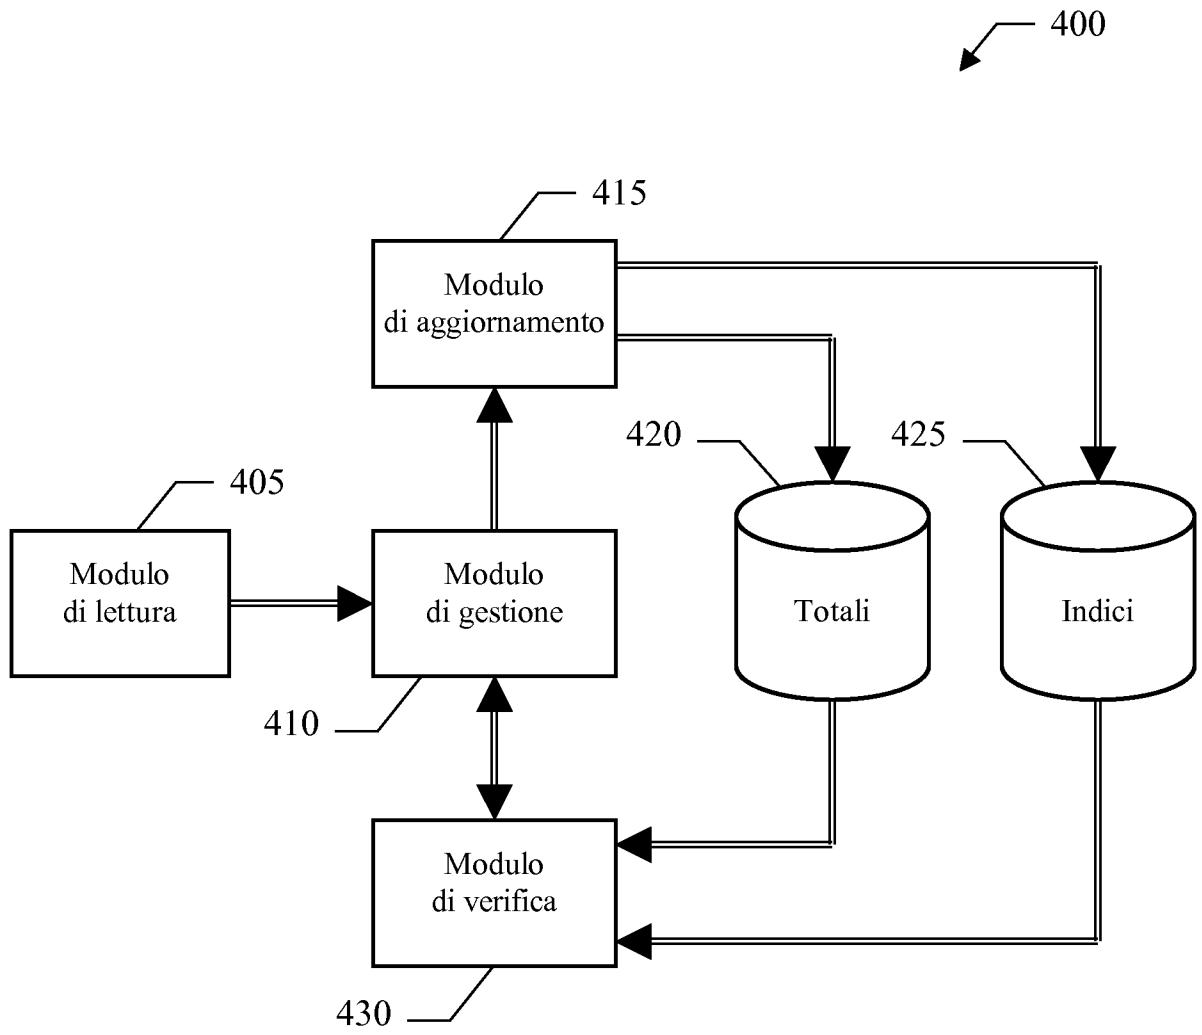 400
415
Modulo
di aggiornamento
420
425
405
Modulo
di lettura
Modulo
di gestione
Totali
Indici
410
Modulo
di verifica
430